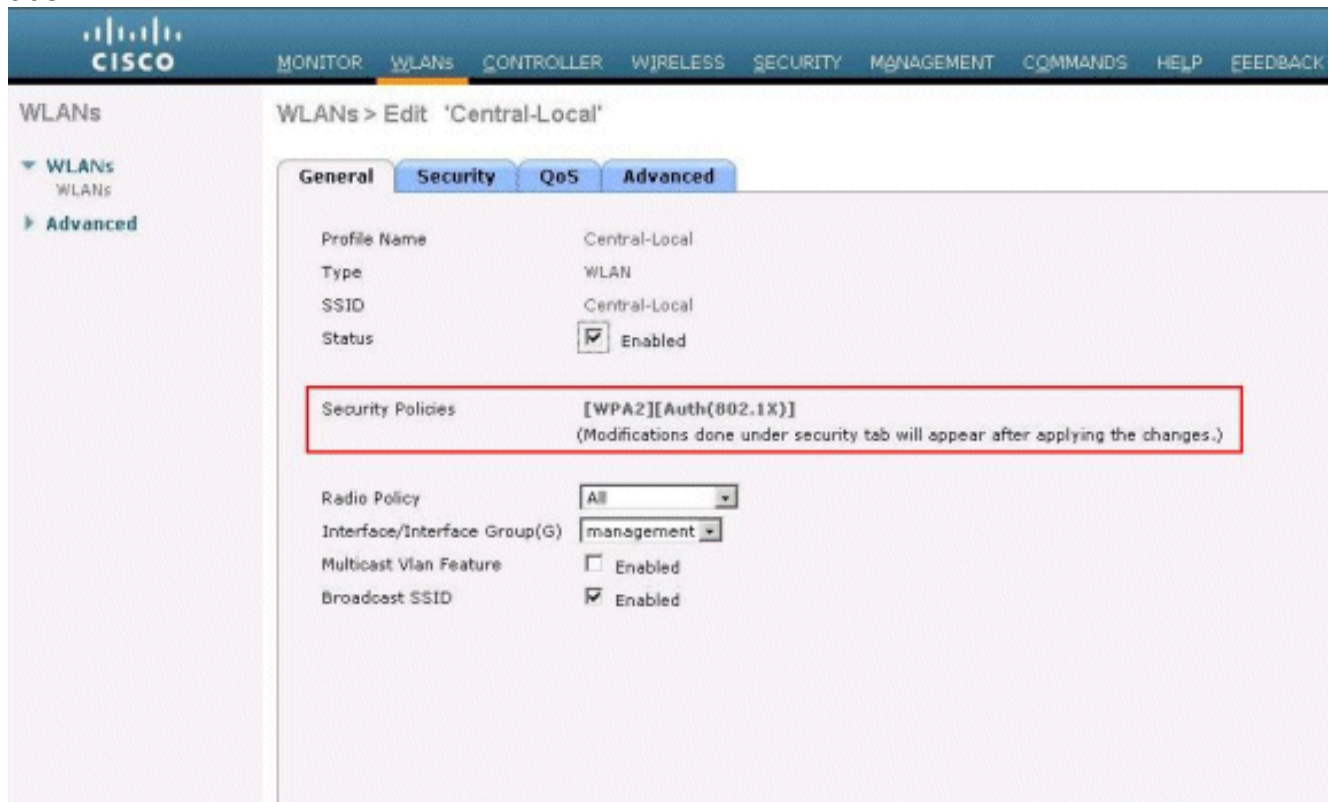 CISCO
MONITOR WLANs CONTROLLER WIRELESS SECURITY MANAGEMENT COMMANDS HELP FEEDBACK
WLANs
WLANs
WLANs
Advanced
WLANs > Edit 'Central-Local'
General Security QoS Advanced
Profile Name Central-Local
Type WLAN
SSID Central-Local
Status Enabled
Security Policies [WPA2][Auth(802.1X)]
(Modifications done under security tab will appear after applying the changes.)
Radio Policy All
Interface/Interface Group(G) management
Multicast Vlan Feature Enabled
Broadcast SSID Enabled